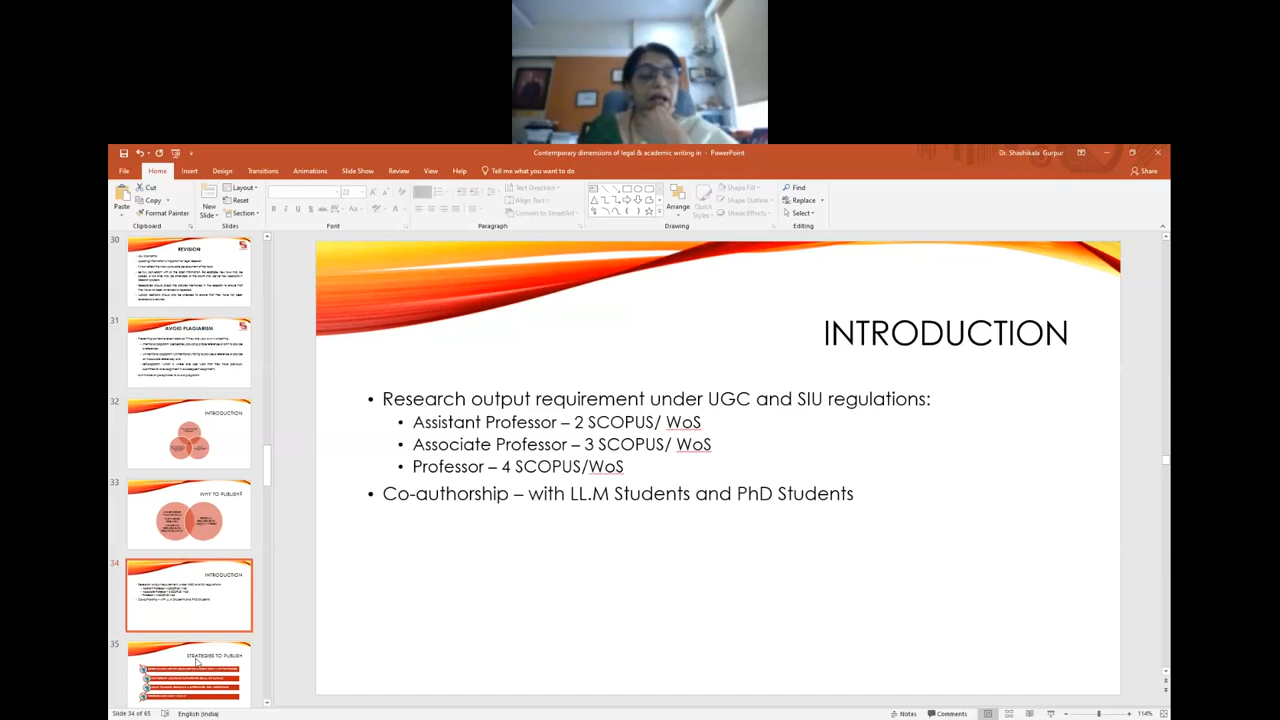 Contemporary dimensions of legal & academic writing in - PowerPoint
Dr. Shashikala Gurpur
File Home Insert Design Transitions Animations Slide Show Review View Help Tell me what you want to do
Share
Paste
Cut
Copy
Format Painter
Clipboard
New Slide
Layout
Reset
Section
Slides
Font
Text Direction
Align Text
Convert to SmartArt
Paragraph
Arrange
Quick Styles
Shape Fill
Shape Outline
Shape Effects
Drawing
Find
Replace
Select
Editing
30
REVISION
31
AVOID PLAGIARISM
32
INTRODUCTION
33
WHY TO PUBLISH?
34
INTRODUCTION
35
STRATEGIES TO PUBLISH
INTRODUCTION
• Research output requirement under UGC and SIU regulations:
• Assistant Professor – 2 SCOPUS/ WoS
• Associate Professor – 3 SCOPUS/ WoS
• Professor – 4 SCOPUS/WoS
• Co-authorship – with LL.M Students and PhD Students
Slide 34 of 65
English (India)
Notes
Comments
114%